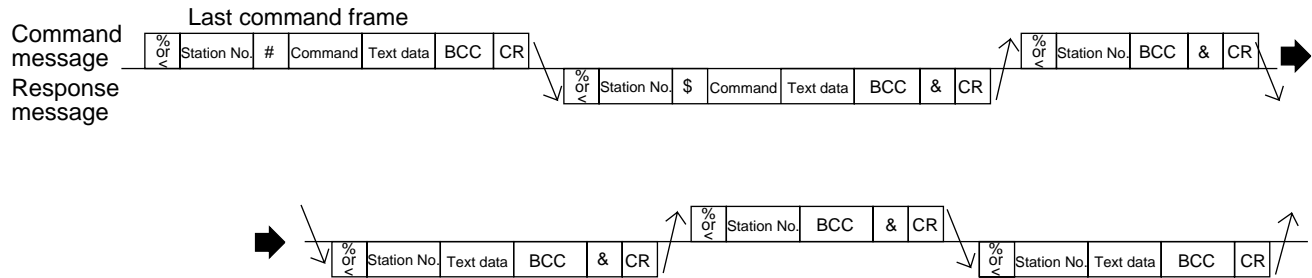 Last command frame
Command message
% or < Station No. # Command Text data BCC CR
% or < Station No. BCC & CR
Response message
% or < Station No. $ Command Text data BCC & CR
% or < Station No. BCC & CR
% or < Station No. Text data BCC & CR
% or < Station No. Text data BCC CR